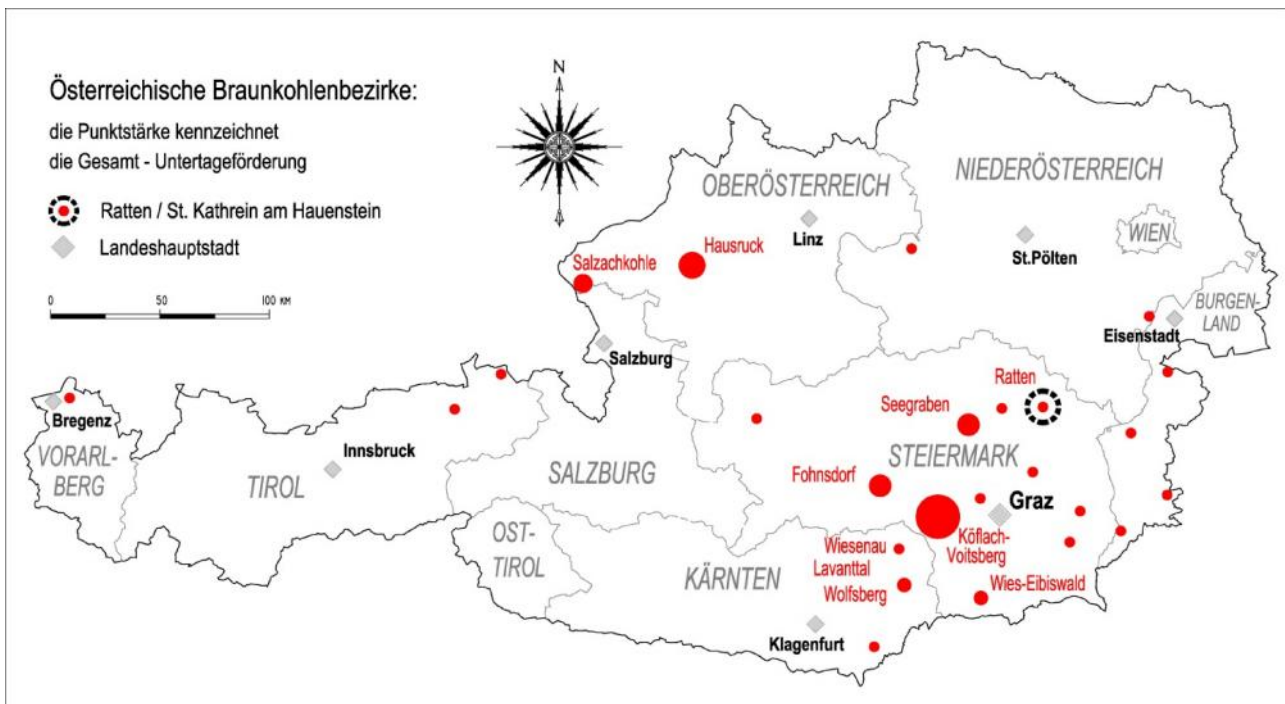 Österreichische Braunkohlenbezirke:
die Punktstärke kennzeichnet
die Gesamt - Untertageförderung
Ratten / St. Kathrein am Hauenstein
Landeshauptstadt
0 50 100 KM
N
OBERÖSTERREICH
NIEDERÖSTERREICH
Linz
WIEN
St.Pölten
Hausruck
Salzachkohle
BURGEN-
LAND
Eisenstadt
Salzburg
Ratten
Seegraben
Bregenz
VORARL-
BERG
Innsbruck
TIROL
SALZBURG
STEIERMARK
Fohnsdorf
Graz
Köflach-
Voitsberg
OST-
TIROL
KÄRNTEN
Wiesenau
Lavanttal
Wolfsberg
Wies-Eibiswald
Klagenfurt